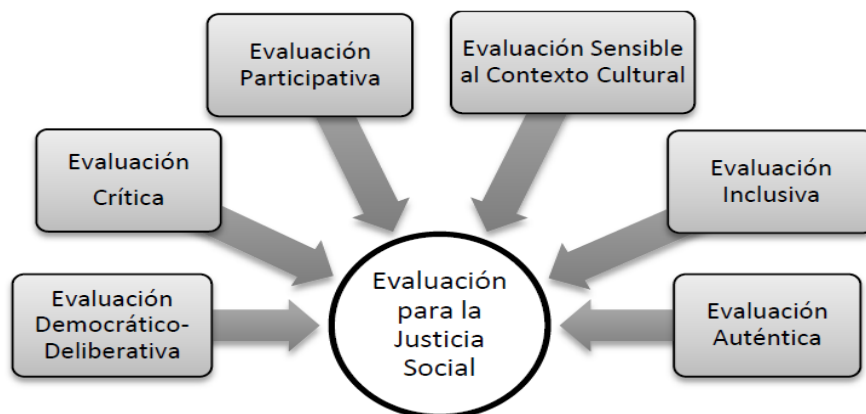 Evaluación
Participativa
Evaluación Sensible
al Contexto Cultural
Evaluación
Crítica
Evaluación
Inclusiva
Evaluación
Democrático-
Deliberativa
Evaluación
para la
Justicia
Social
Evaluación
Auténtica